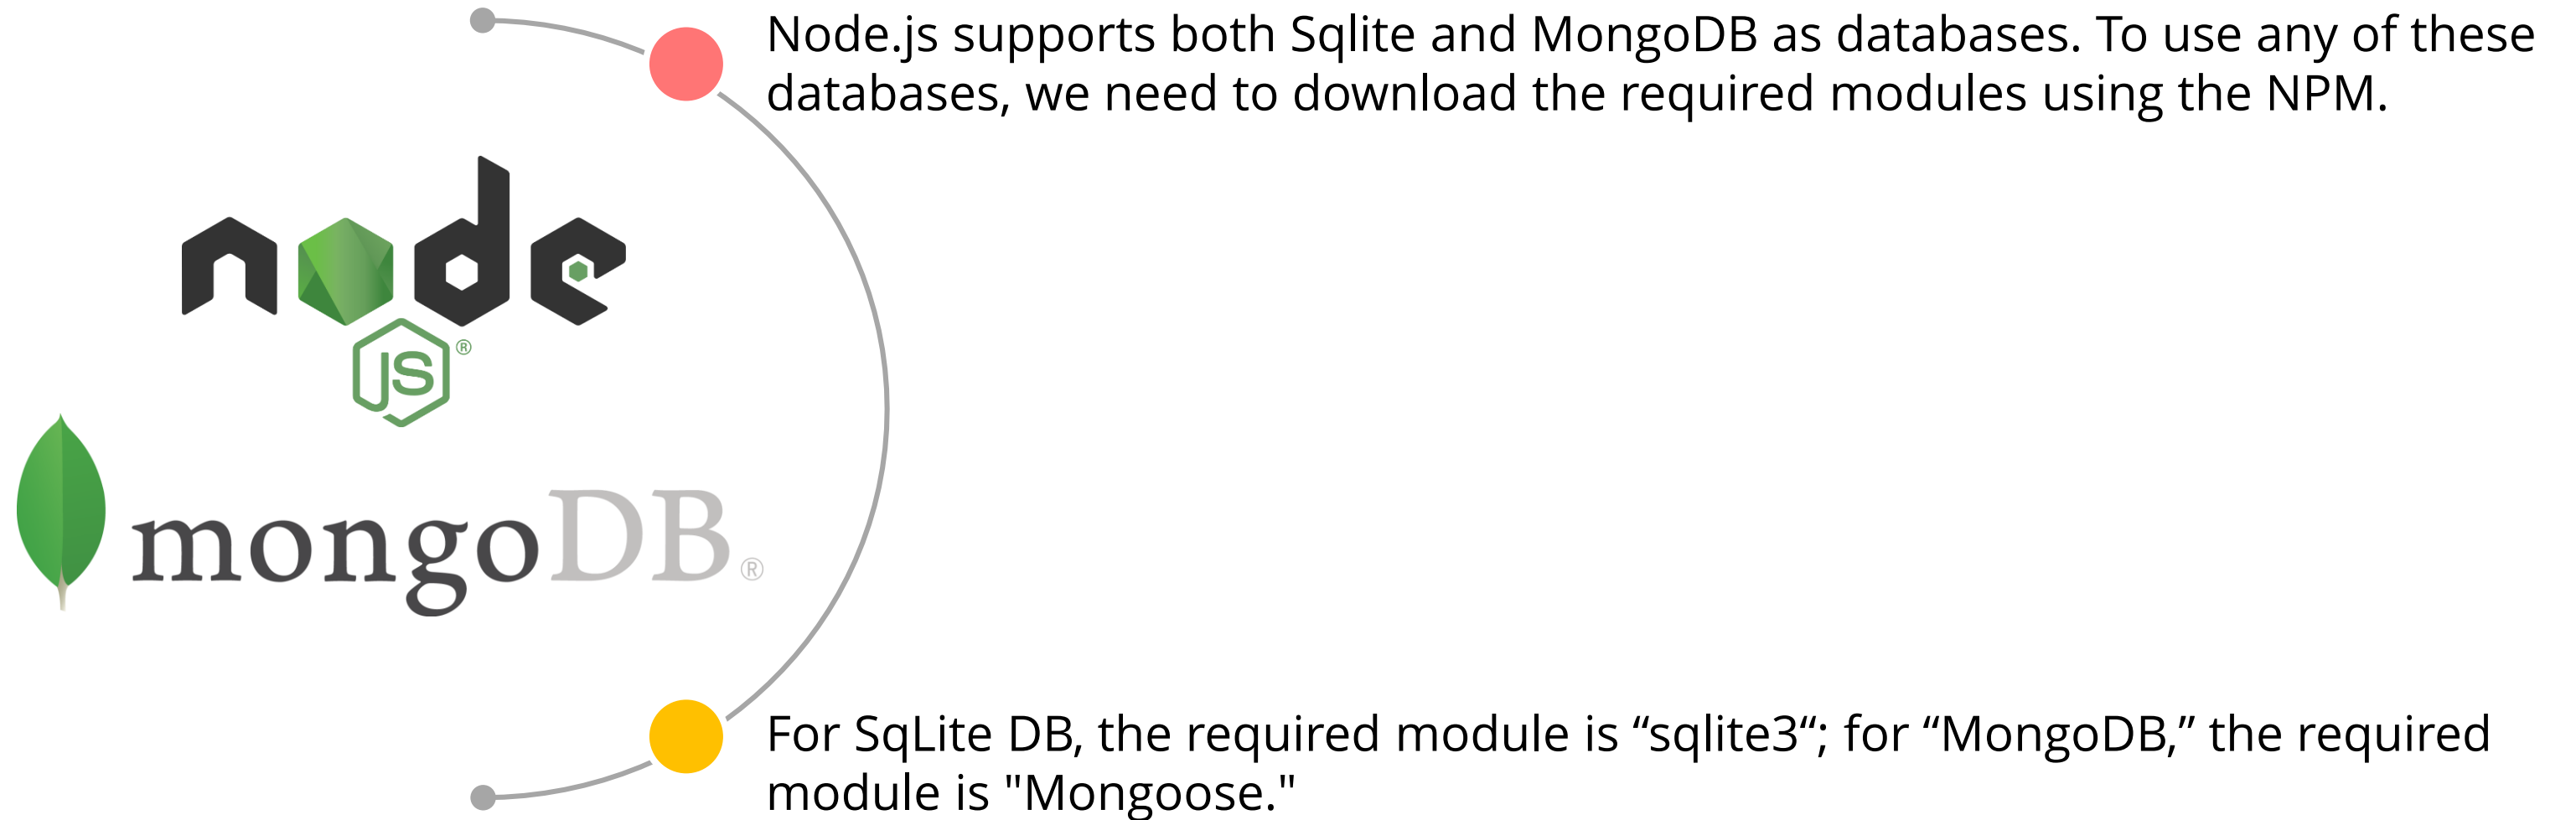 Node.js supports both Sqlite and MongoDB as databases. To use any of these
databases, we need to download the required modules using the NPM.
node
JS®
mongoDB®
For SqLite DB, the required module is “sqlite3“; for “MongoDB,” the required
module is "Mongoose."